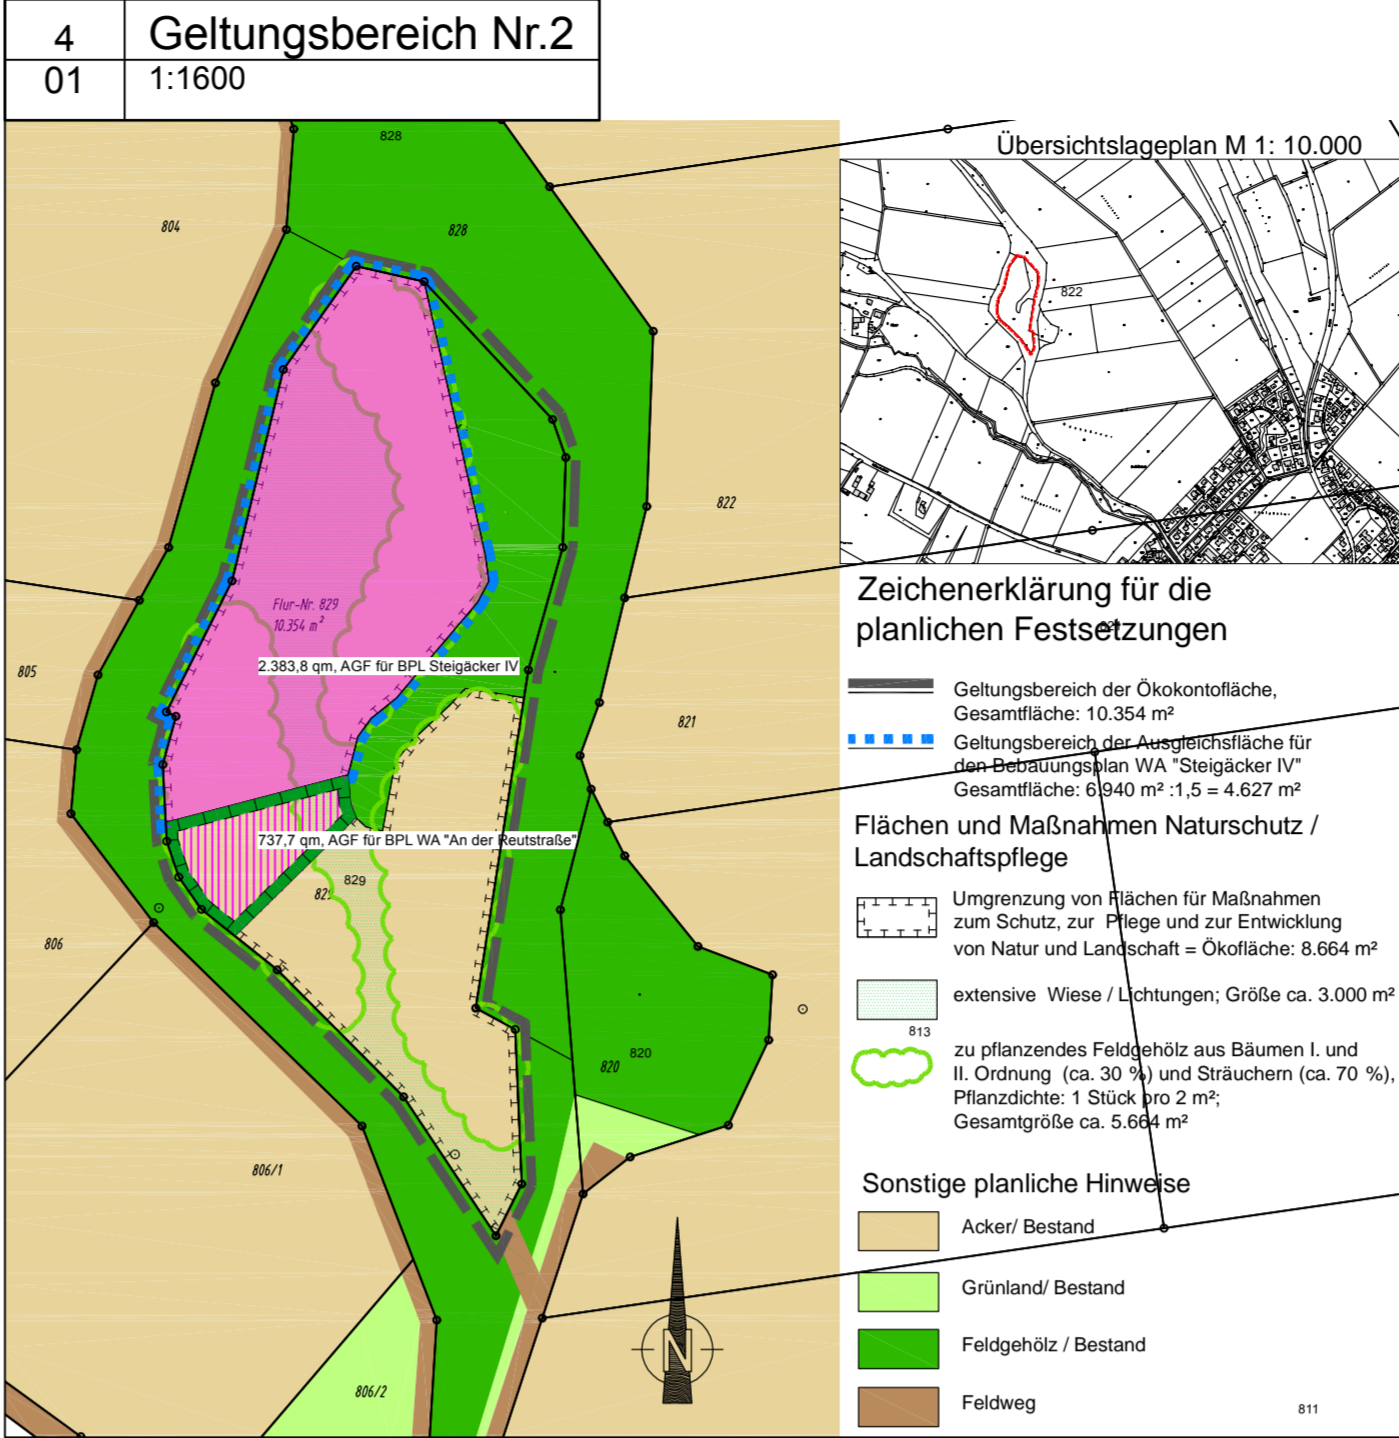 4
Geltungsbereich Nr.2
01
1:1600
828
804
828
822
Flur-Nr. 829
10.354 m²
2.383,8 qm, AGF für BPL Steigäcker IV
805
821
737,7 qm, AGF für BPL WA "An der Reutstraße"
829
829
806
820
820
806/1
806/2
N
Übersichtslageplan M 1: 10.000
822
Zeichenerklärung für die
planlichen Festsetzungen
Geltungsbereich der Ökokontofläche,
Gesamtfläche: 10.354 m²
Geltungsbereich der Ausgleichsfläche für
den Bebauungsplan WA "Steigäcker IV"
Gesamtfläche: 6.940 m² :1,5 = 4.627 m²
Flächen und Maßnahmen Naturschutz /
Landschaftspflege
Umgrenzung von Flächen für Maßnahmen
zum Schutz, zur Pflege und zur Entwicklung
von Natur und Landschaft = Ökofläche: 8.664 m²
extensive Wiese / Lichtungen; Größe ca. 3.000 m²
813
zu pflanzendes Feldgehölz aus Bäumen I. und
II. Ordnung (ca. 30 %) und Sträuchern (ca. 70 %),
Pflanzdichte: 1 Stück pro 2 m²;
Gesamtgröße ca. 5.664 m²
Sonstige planliche Hinweise
Acker/ Bestand
Grünland/ Bestand
Feldgehölz / Bestand
Feldweg
811